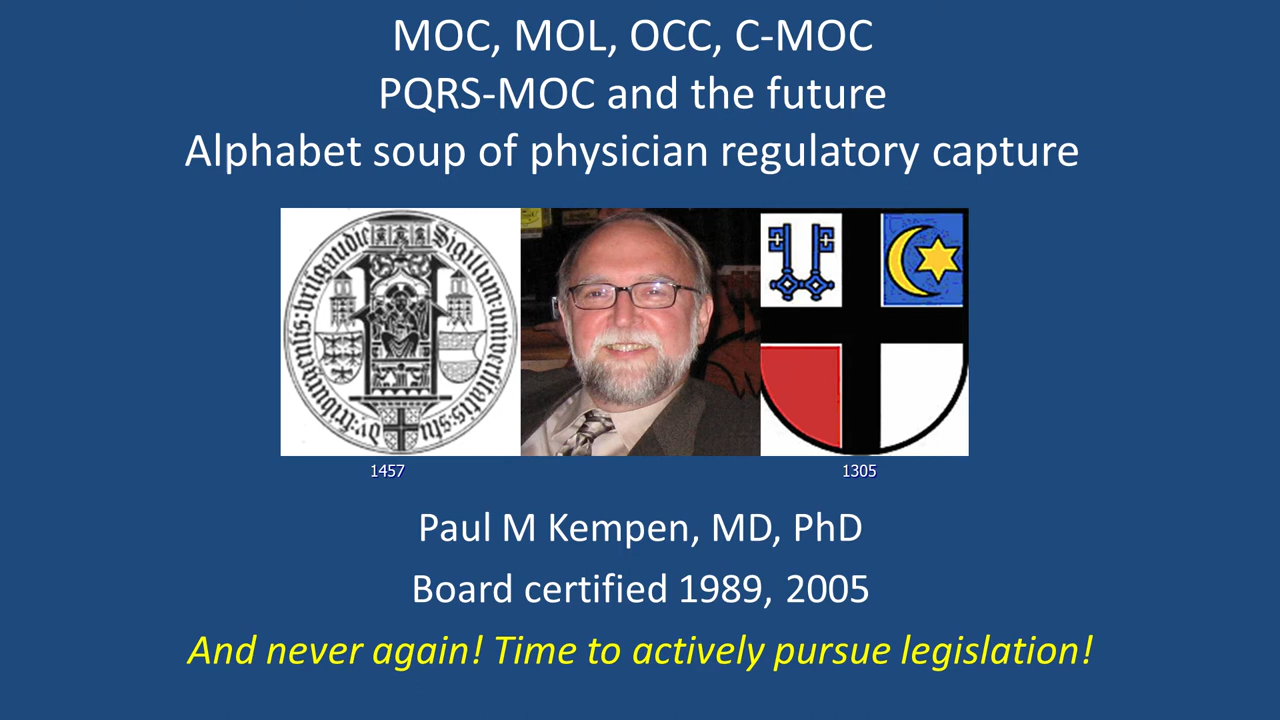 MOC, MOL, OCC, C-MOC
PQRS-MOC and the future
Alphabet soup of physician regulatory capture
1457
1305
Paul M Kempen, MD, PhD
Board certified 1989, 2005
And never again! Time to actively pursue legislation!